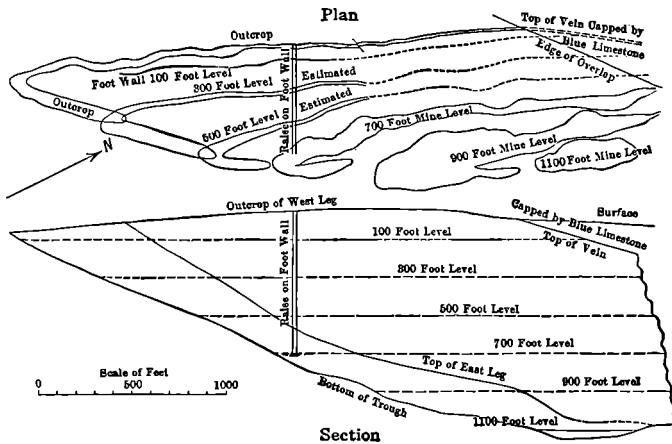 Plan
Outcrop
Top of Vein Capped by
Blue Limestone
Edge of Overlap
Foot Wall 100 Foot Level
300 Foot Level
Estimated
Raise on Foot Wall
Outcrop
500 Foot Level
Estimated
700 Foot Mine Level
900 Foot Mine Level
1100 Foot Mine Level
N
Outcrop of West Leg
Capped by Blue Limestone
Surface
Top of Vein
100 Foot Level
Raise on Foot Wall
300 Foot Level
500 Foot Level
700 Foot Level
Top of East Leg
900 Foot Level
Scale of Feet
0 500 1000
Bottom of Trough
1100 Foot Level
Section